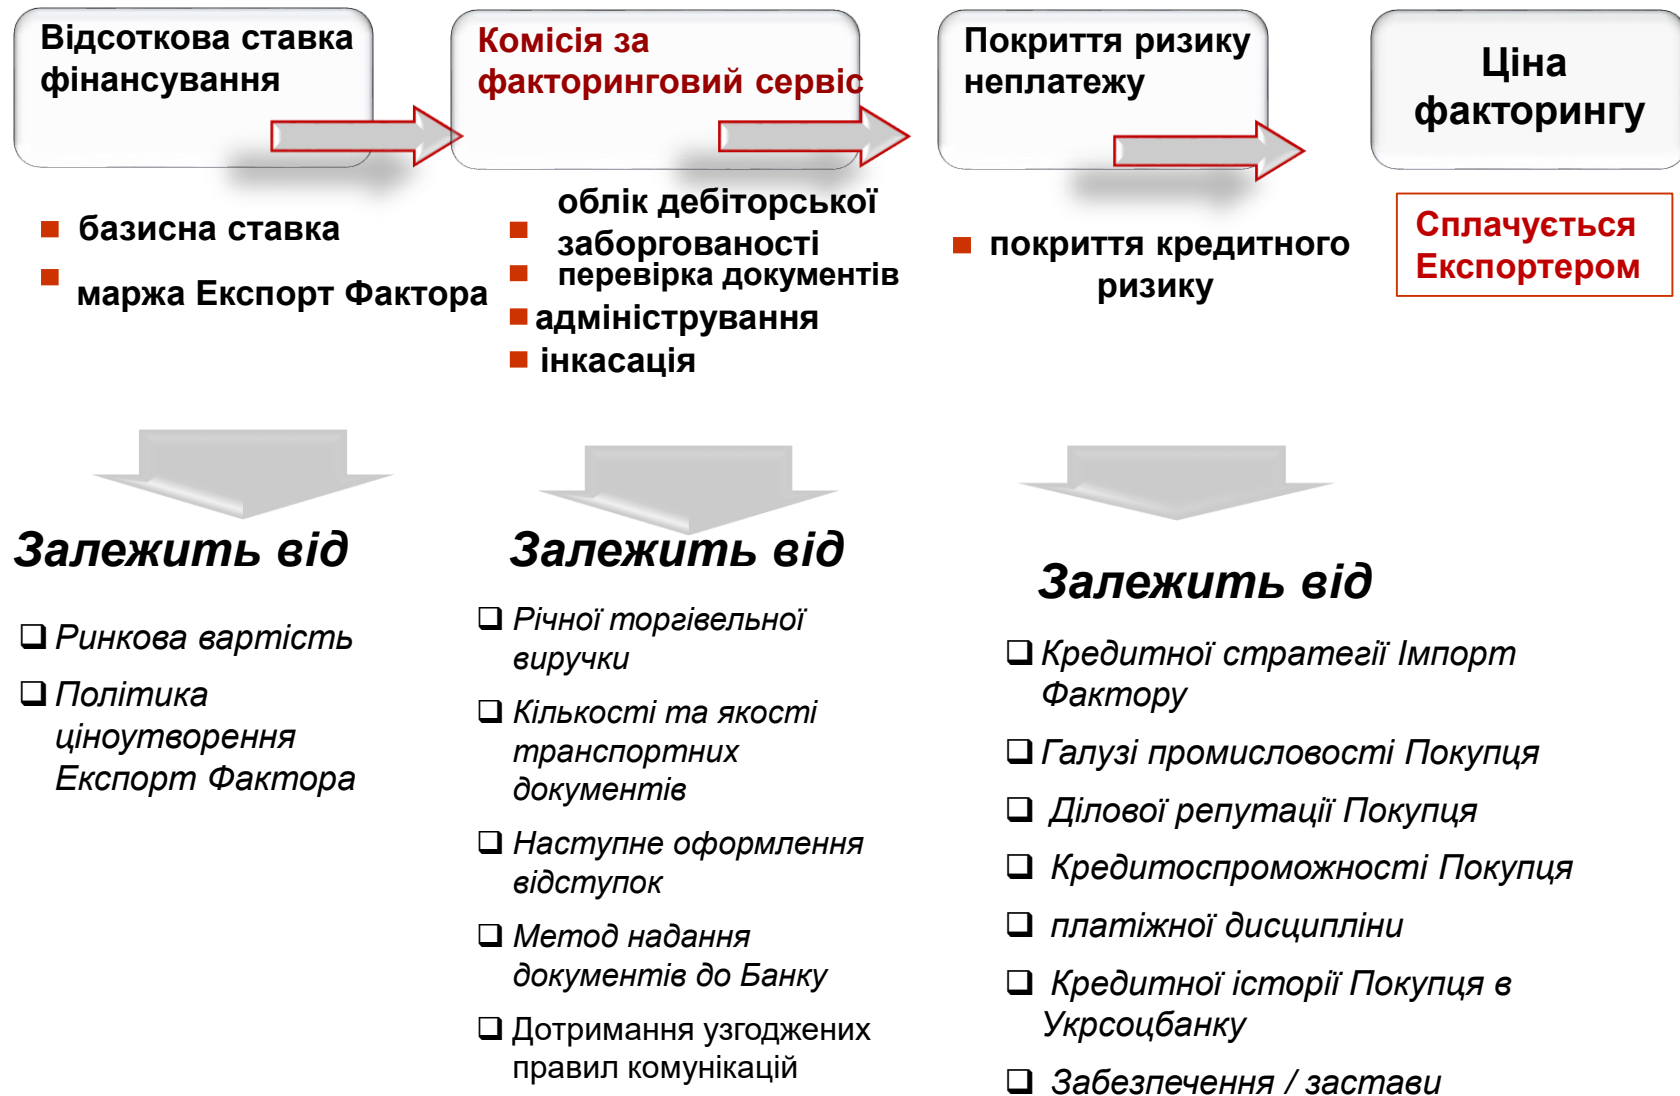 Відсоткова ставка
фінансування
Комісія за
факторинговий сервіс
Покриття ризику
неплатежу
Ціна
факторингу
базисна ставка
маржа Експорт Фактора
облік дебіторської
заборгованості
перевірка документів
адміністрування
інкасація
покриття кредитного
ризику
Сплачується
Експортером
Залежить від
Ринкова вартість
Політика
ціноутворення
Експорт Фактора
Залежить від
Річної торгівельної
виручки
Кількості та якості
транспортних
документів
Наступне оформлення
відступок
Метод надання
документів до Банку
Дотримання узгоджених
правил комунікацій
Залежить від
Кредитної стратегії Імпорт
Фактору
Галузі промисловості Покупця
Ділової репутації Покупця
Кредитоспроможності Покупця
платіжної дисципліни
Кредитної історії Покупця в
Укрсоцбанку
Забезпечення / застави